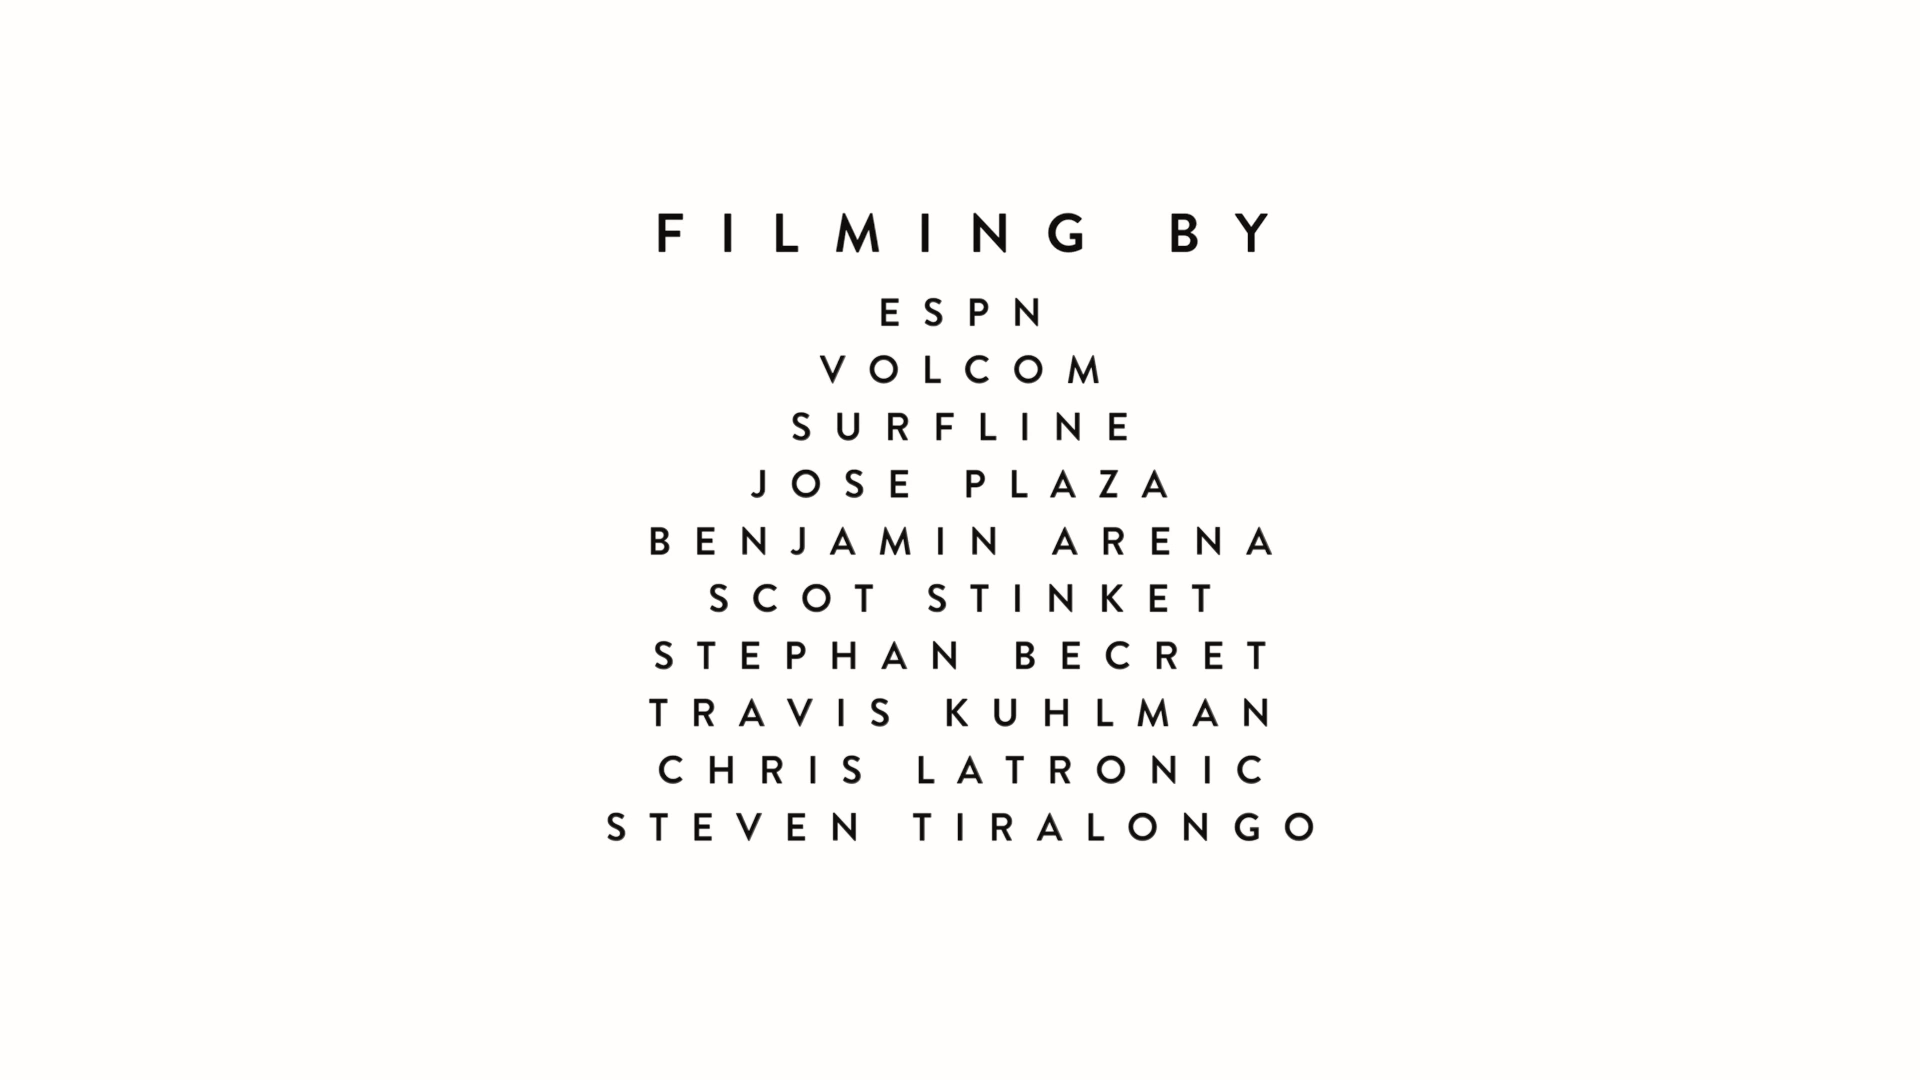 FILMING BY
ESPN
VOLCOM
SURFLINE
JOSE PLAZA
BENJAMIN ARENA
SCOT STINKET
STEPHAN BECRET
TRAVIS KUHLMAN
CHRIS LATRONIC
STEVEN TIRALONGO